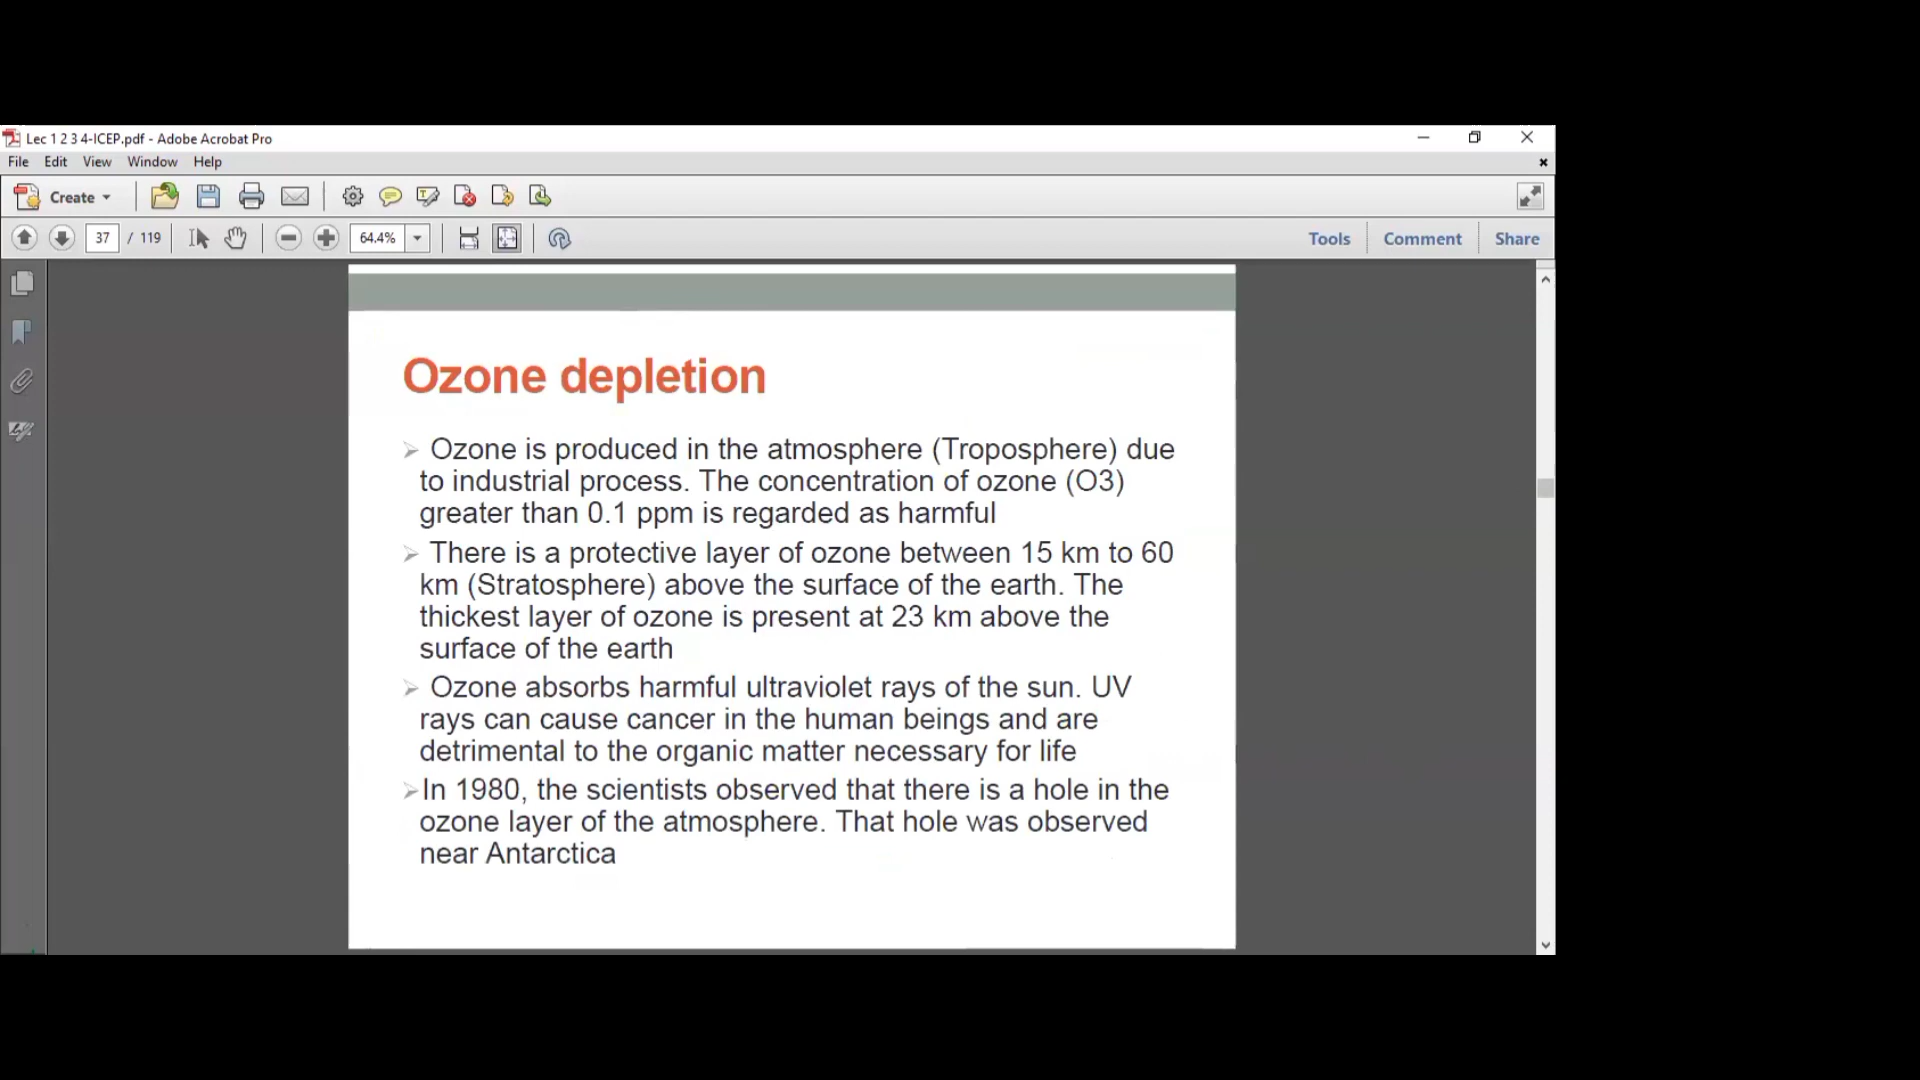 Lec 1 2 3 4-ICEP.pdf - Adobe Acrobat Pro
File Edit View Window Help
Create
37 / 119 64.4% Tools Comment Share
Ozone depletion
➢ Ozone is produced in the atmosphere (Troposphere) due
to industrial process. The concentration of ozone (O3)
greater than 0.1 ppm is regarded as harmful
➢ There is a protective layer of ozone between 15 km to 60
km (Stratosphere) above the surface of the earth. The
thickest layer of ozone is present at 23 km above the
surface of the earth
➢ Ozone absorbs harmful ultraviolet rays of the sun. UV
rays can cause cancer in the human beings and are
detrimental to the organic matter necessary for life
➢In 1980, the scientists observed that there is a hole in the
ozone layer of the atmosphere. That hole was observed
near Antarctica